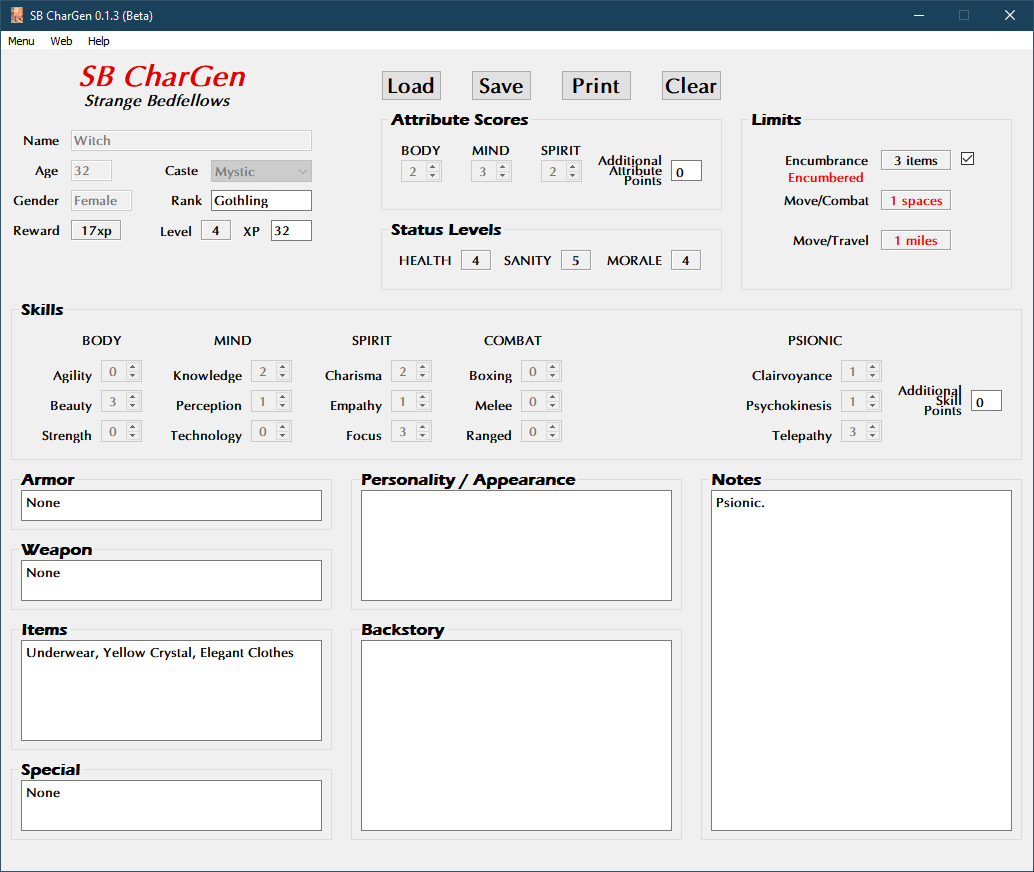 SB CharGen 0.1.3 (Beta)
Menu Web Help
SB CharGen
Strange Bedfellows
Load Save Print Clear
Name Witch
Age 32 Caste Mystic
Gender Female Rank Gothling
Reward 17xp Level 4 XP 32
Attribute Scores
BODY MIND SPIRIT
2 3 2
Additional
Attribute
Points
0
Status Levels
HEALTH 4 SANITY 5 MORALE 4
Limits
Encumbrance 3 items
Encumbered
Move/Combat 1 spaces
Move/Travel 1 miles
Skills
BODY MIND SPIRIT COMBAT PSIONIC
Agility 0 Knowledge 2 Charisma 2 Boxing 0 Clairvoyance 1
Beauty 3 Perception 1 Empathy 1 Melee 0 Psychokinesis 1
Strength 0 Technology 0 Focus 3 Ranged 0 Telepathy 3
Additional
Skill
Points
0
Armor
None
Weapon
None
Items
Underwear, Yellow Crystal, Elegant Clothes
Special
None
Personality / Appearance
Backstory
Notes
Psionic.